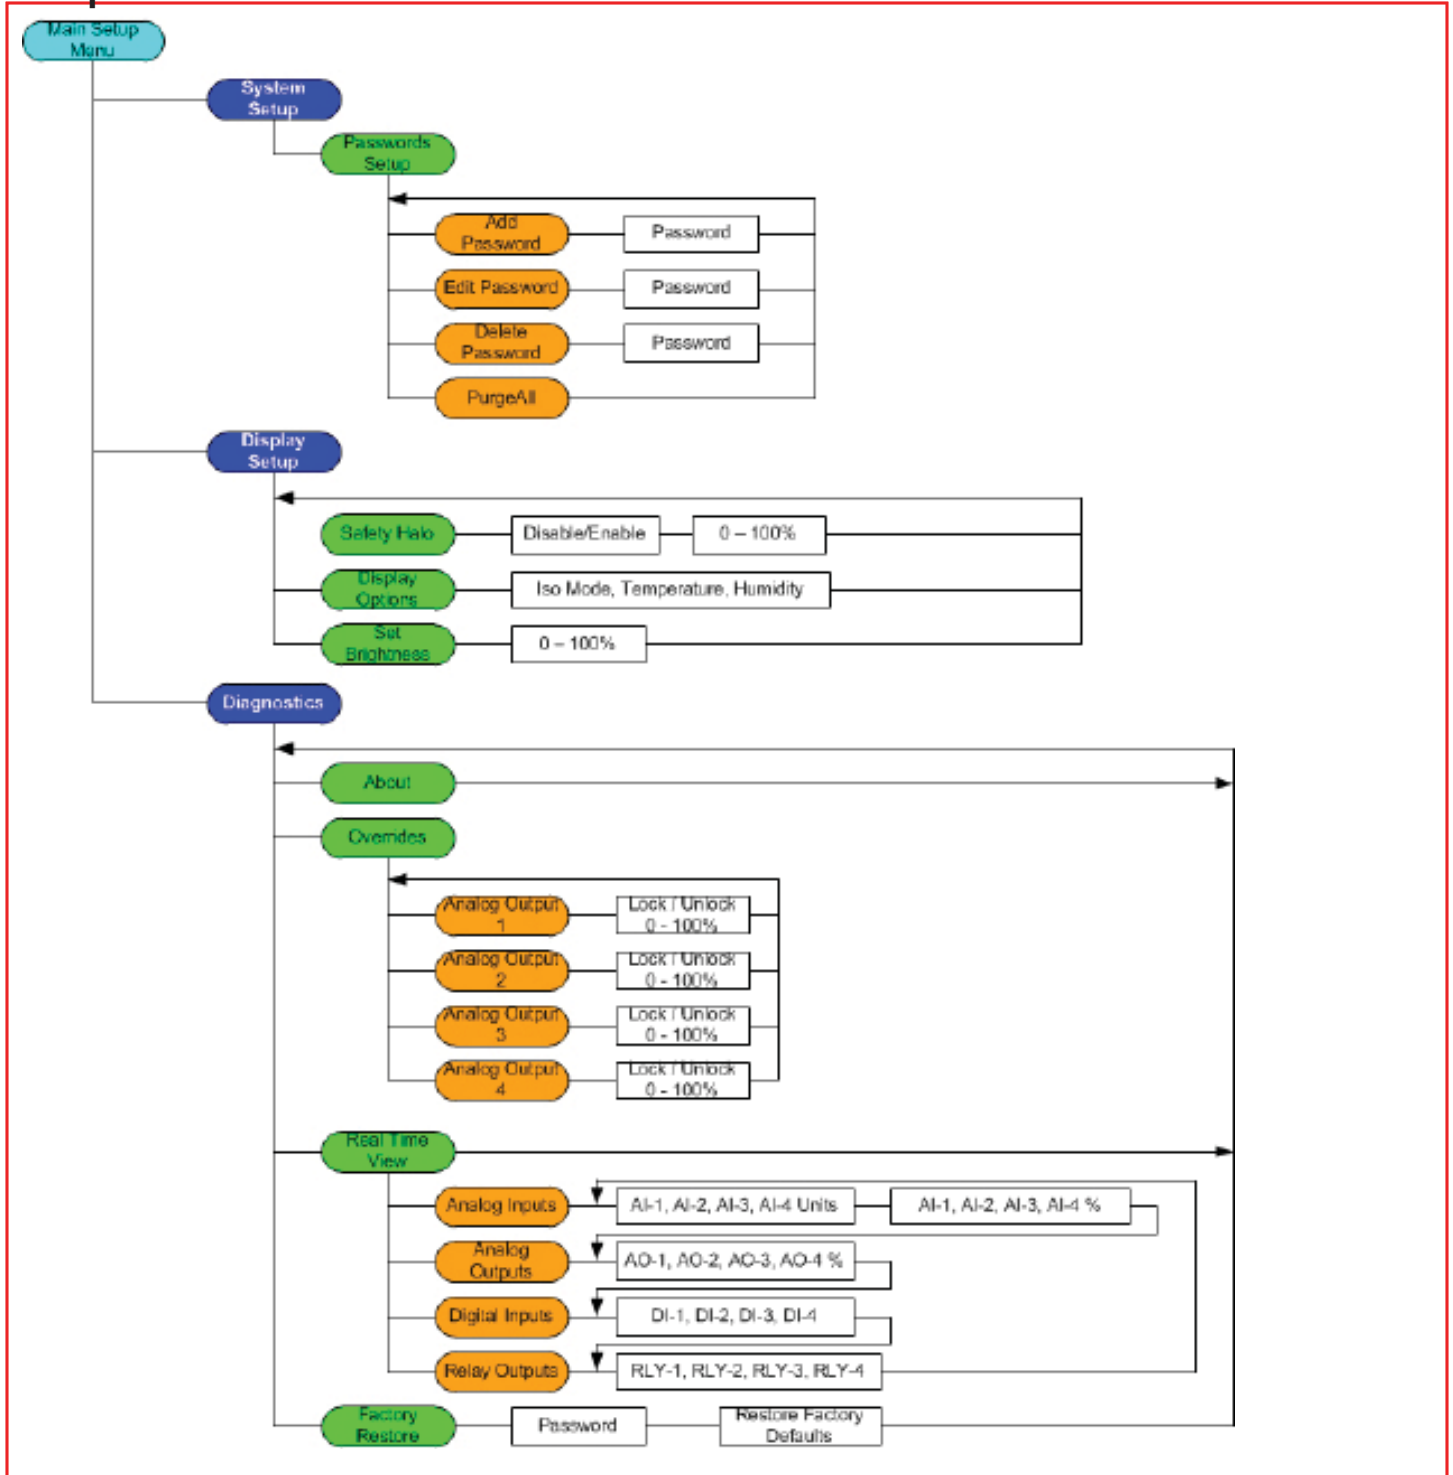 Main Setup
Menu
System
Setup
Passwords
Setup
Add
Password
Password
Edit Password
Password
Delete
Password
Password
PurgeAll
Display
Setup
Safety Halo
Disable/Enable
0 – 100%
Display
Options
Iso Mode, Temperature, Humidity
Set
Brightness
0 – 100%
Diagnostics
About
Overrides
Analog Output
1
Lock / Unlock
0 - 100%
Analog Output
2
Lock / Unlock
0 - 100%
Analog Output
3
Lock / Unlock
0 - 100%
Analog Output
4
Lock / Unlock
0 - 100%
Real Time
View
Analog Inputs
AI-1, AI-2, AI-3, AI-4 Units
AI-1, AI-2, AI-3, AI-4 %
Analog
Outputs
AO-1, AO-2, AO-3, AO-4 %
Digital Inputs
DI-1, DI-2, DI-3, DI-4
Relay Outputs
RLY-1, RLY-2, RLY-3, RLY-4
Factory
Restore
Password
Restore Factory
Defaults